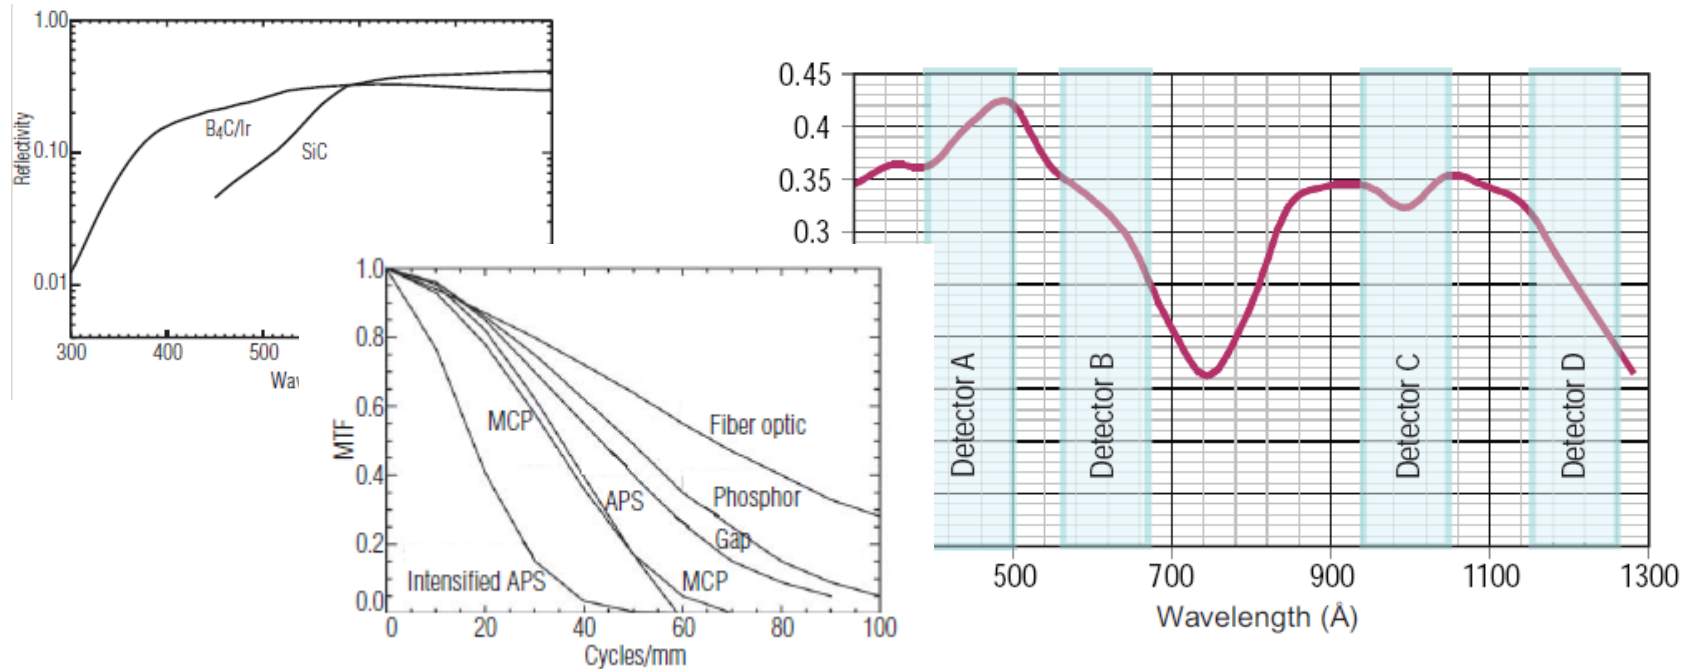 1.00
0.10
0.01
Reflectivity
B₄C/Ir
SiC
300
400
500
Wav
1.0
0.8
0.6
0.4
0.2
0.0
MTF
MCP
Fiber optic
APS
Phosphor
Gap
Intensified APS
MCP
0
20
40
60
80
100
Cycles/mm
0.45
0.4
0.35
0.3
Detector A
Detector B
Detector C
Detector D
500
700
900
1100
1300
Wavelength (Å)